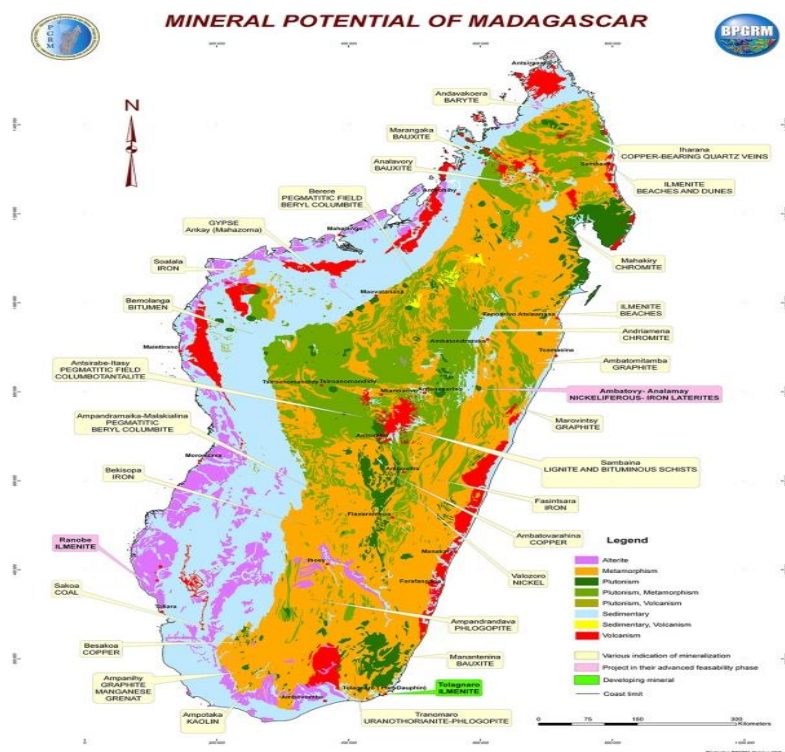 MINERAL POTENTIAL OF MADAGASCAR
PGRM
BPGRM
N
Andavakoera
BARYTE
Marangaka
BAUXITE
Analavory
BAUXITE
Berere
PEGMATITIC FIELD
BERYL COLUMBITE
GYPSE
Ankay (Mahazoma)
Soalala
IRON
Bemolanga
BITUMEN
Antsirabe-Itasy
PEGMATITIC FIELD
COLUMBOTANTALITE
Ampandramaika-Malakialina
PEGMATITIC
BERYL COLUMBITE
Bekisopa
IRON
Ranobe
ILMENITE
Sakoa
COAL
Besakoa
COPPER
Ampanihy
GRAPHITE
MANGANESE
GRENAT
Ampotaka
KAOLIN
Iharana
COPPER-BEARING QUARTZ VEINS
ILMENITE
BEACHES AND DUNES
Mahakiry
CHROMITE
ILMENITE
BEACHES
Andriamena
CHROMITE
Ambatomitamba
GRAPHITE
Ambatovy- Analamay
NICKELIFEROUS- IRON LATERITES
Marovintsy
GRAPHITE
Sambaina
LIGNITE AND BITUMINOUS SCHISTS
Fasintsara
IRON
Ambatovarahina
COPPER
Valozoro
NICKEL
Ampandrandava
PHLOGOPITE
Manantenina
BAUXITE
Tolagnaro
ILMENITE
Tranomaro
URANOTHORIANITE-PHLOGOPITE
Maevatanana
Tsiroanomandidy
Toamasina
Legend
Alterite
Metamorphism
Plutonism
Plutonism, Metamorphism
Plutonism, Volcanism
Sedimentary
Sedimentary, Volcanism
Volcanism
Various indication of mineralization
Project in their advanced feasability phase
Developing mineral
Coast limit
0 75 150 300
Kilometers